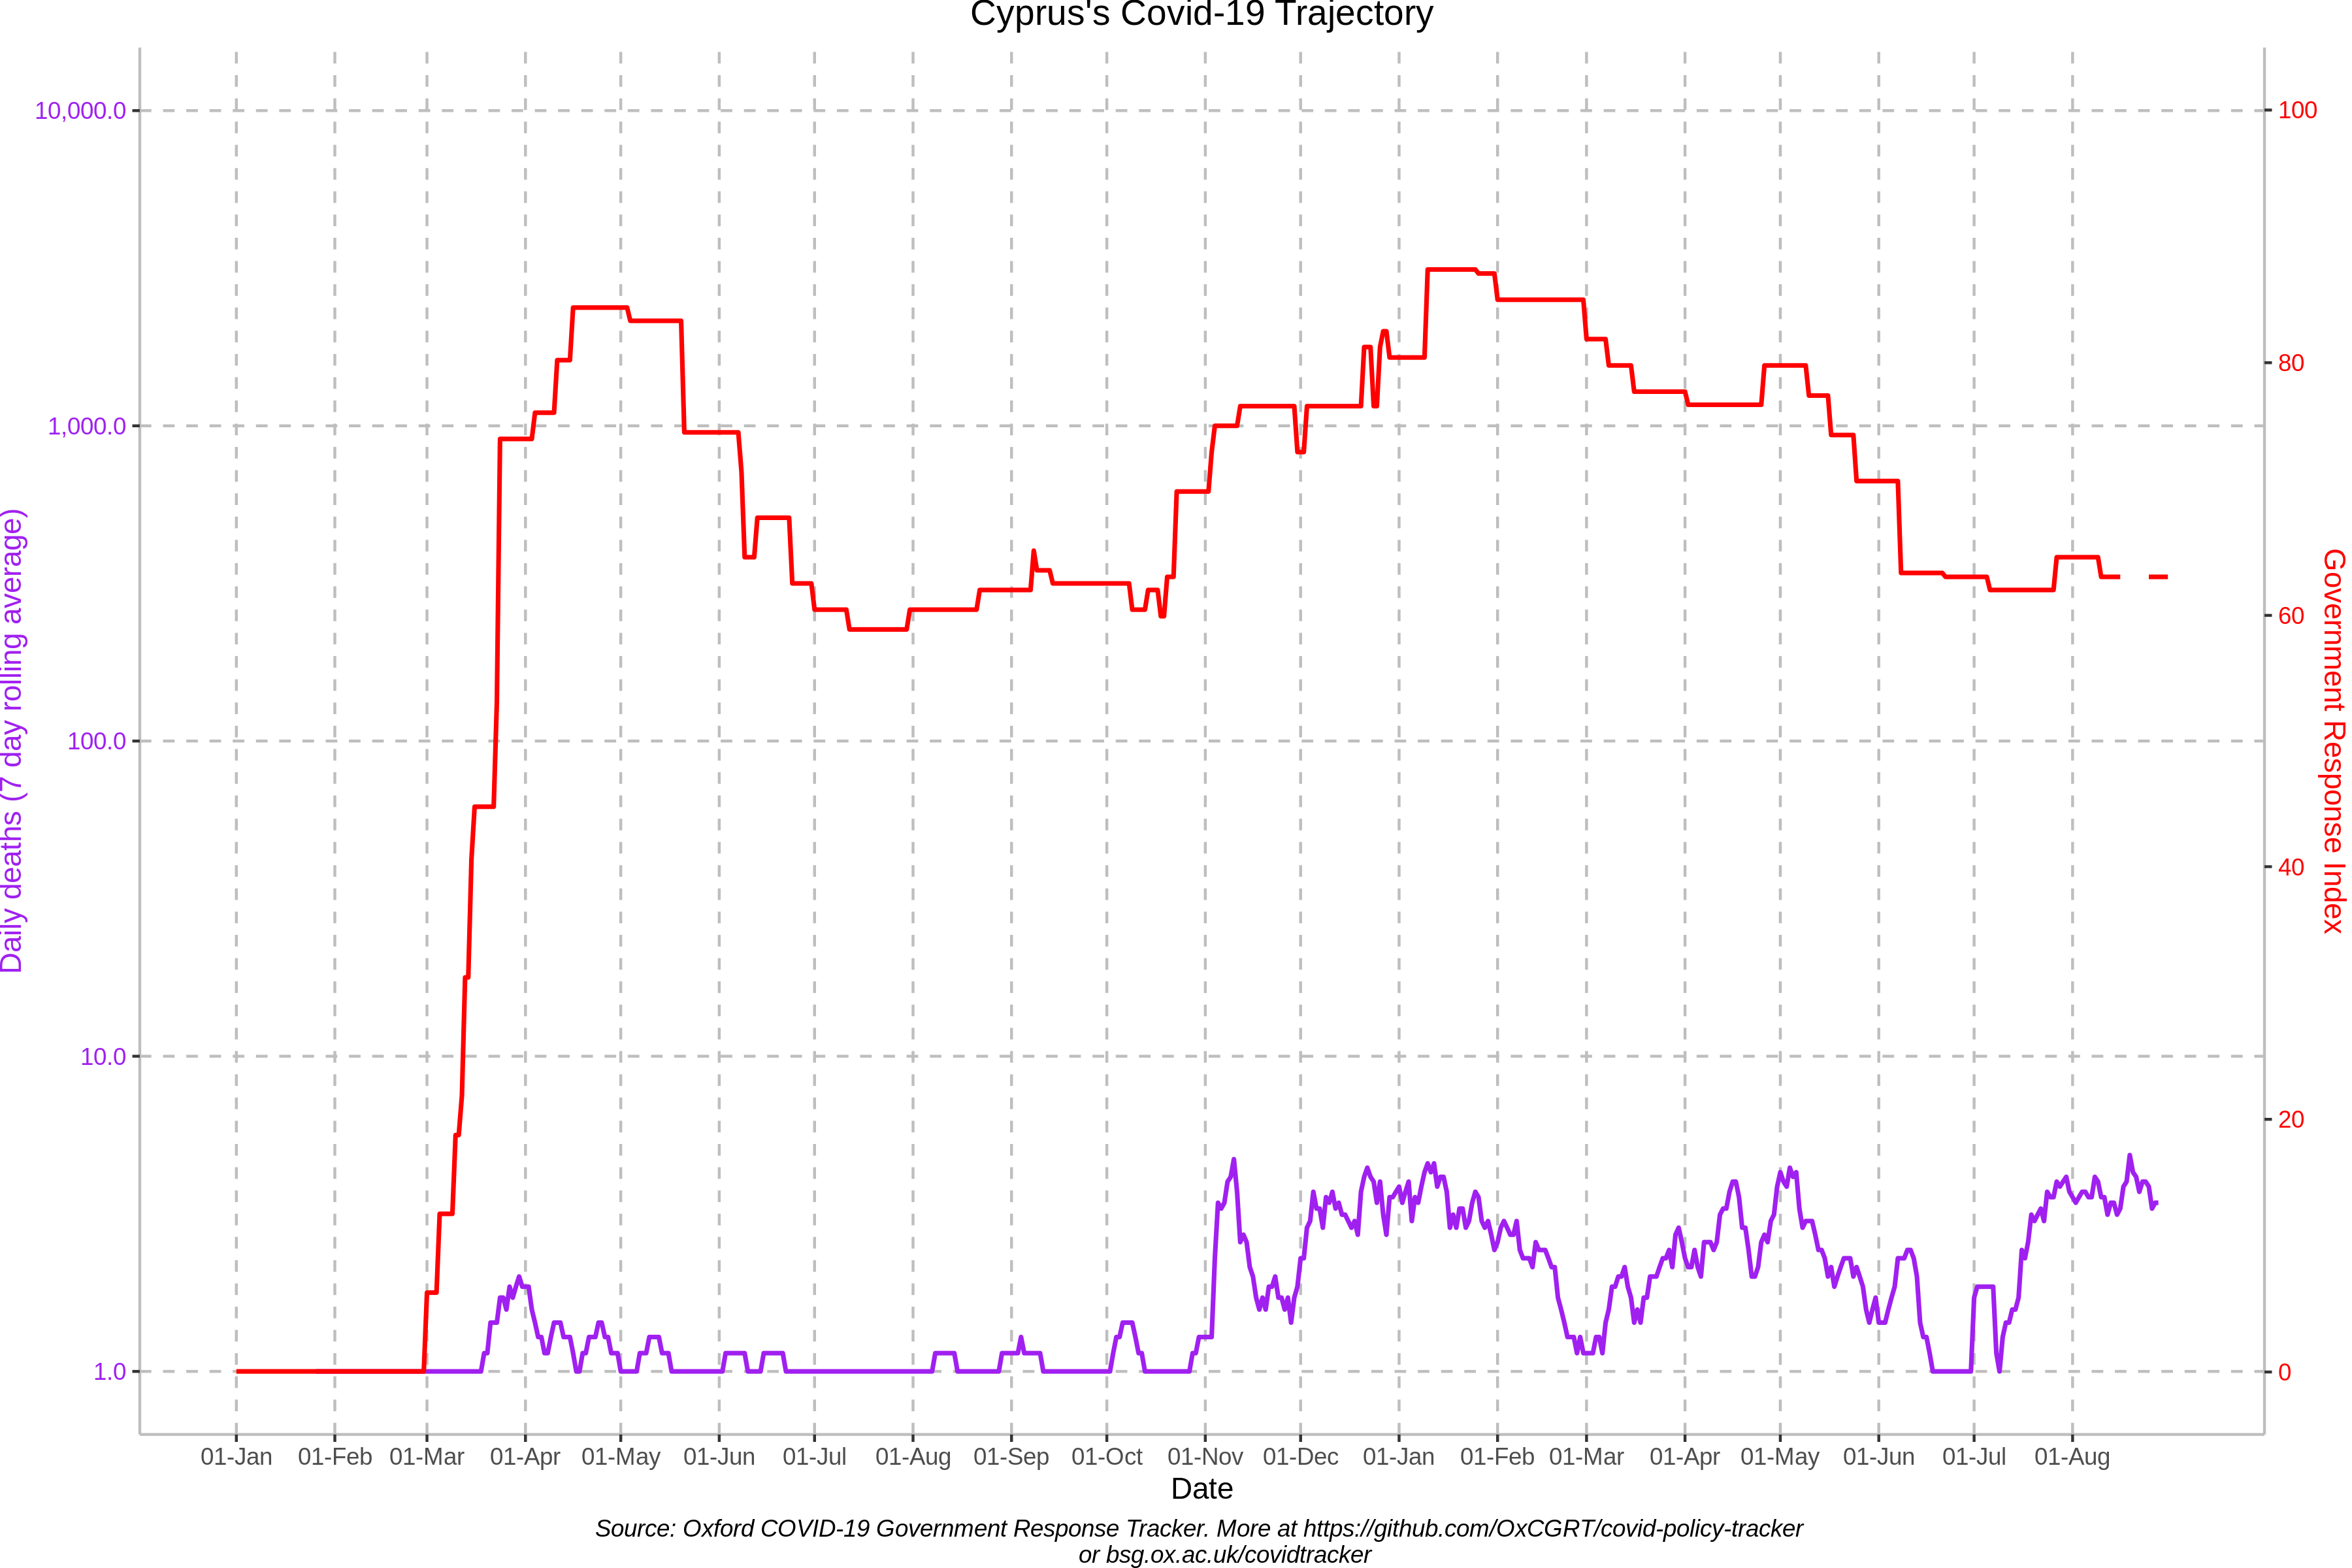 Cyprus's Covid-19 Trajectory
10,000.0
1,000.0
100.0
10.0
1.0
Daily deaths (7 day rolling average)
100
80
60
40
20
0
Government Response Index
01-Jan 01-Feb 01-Mar 01-Apr 01-May 01-Jun 01-Jul 01-Aug 01-Sep 01-Oct 01-Nov 01-Dec 01-Jan 01-Feb 01-Mar 01-Apr 01-May 01-Jun 01-Jul 01-Aug
Date
Source: Oxford COVID-19 Government Response Tracker. More at https://github.com/OxCGRT/covid-policy-tracker
or bsg.ox.ac.uk/covidtracker